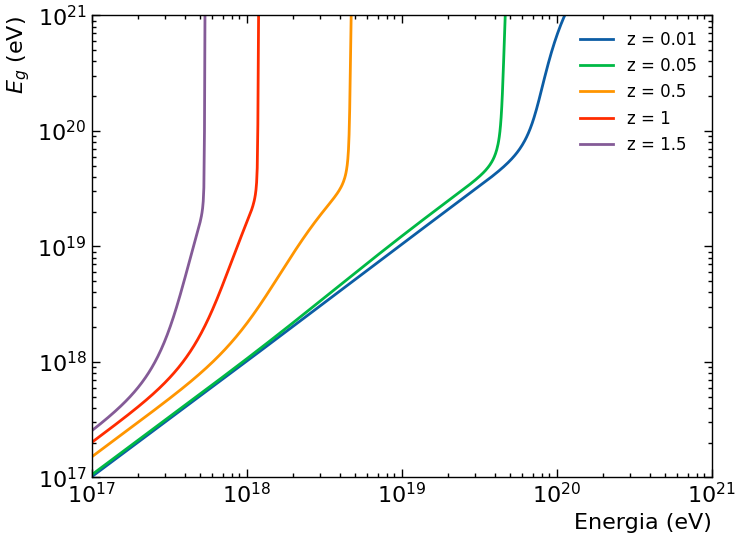 10^21
10^20
10^19
10^18
10^17
E_g (eV)
z = 0.01
z = 0.05
z = 0.5
z = 1
z = 1.5
10^17 10^18 10^19 10^20 10^21
Energia (eV)